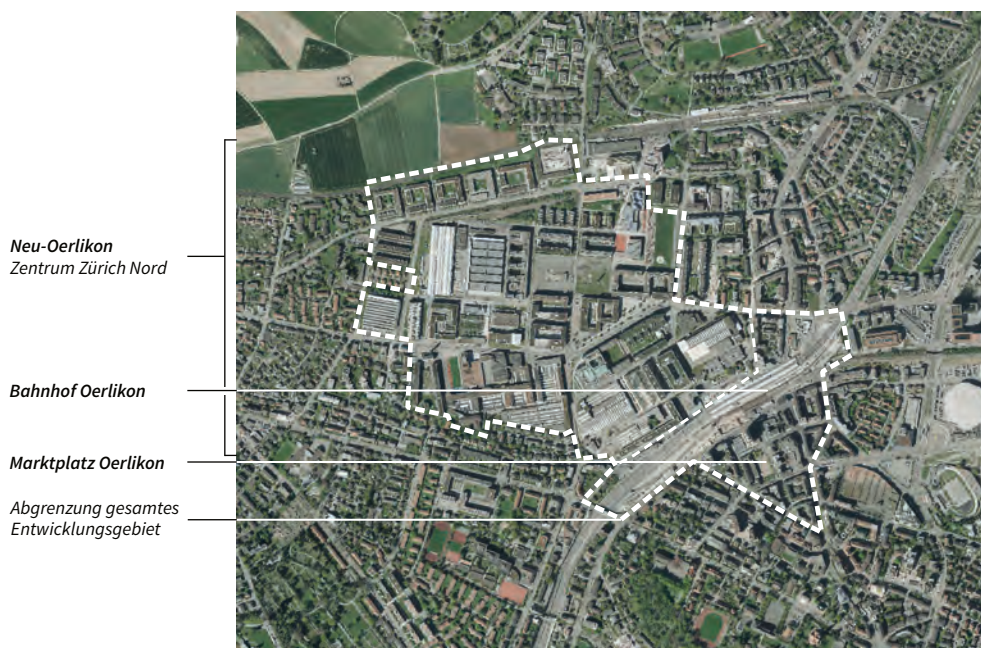 Neu-Oerlikon
Zentrum Zürich Nord
Bahnhof Oerlikon
Marktplatz Oerlikon
Abgrenzung gesamtes
Entwicklungsgebiet